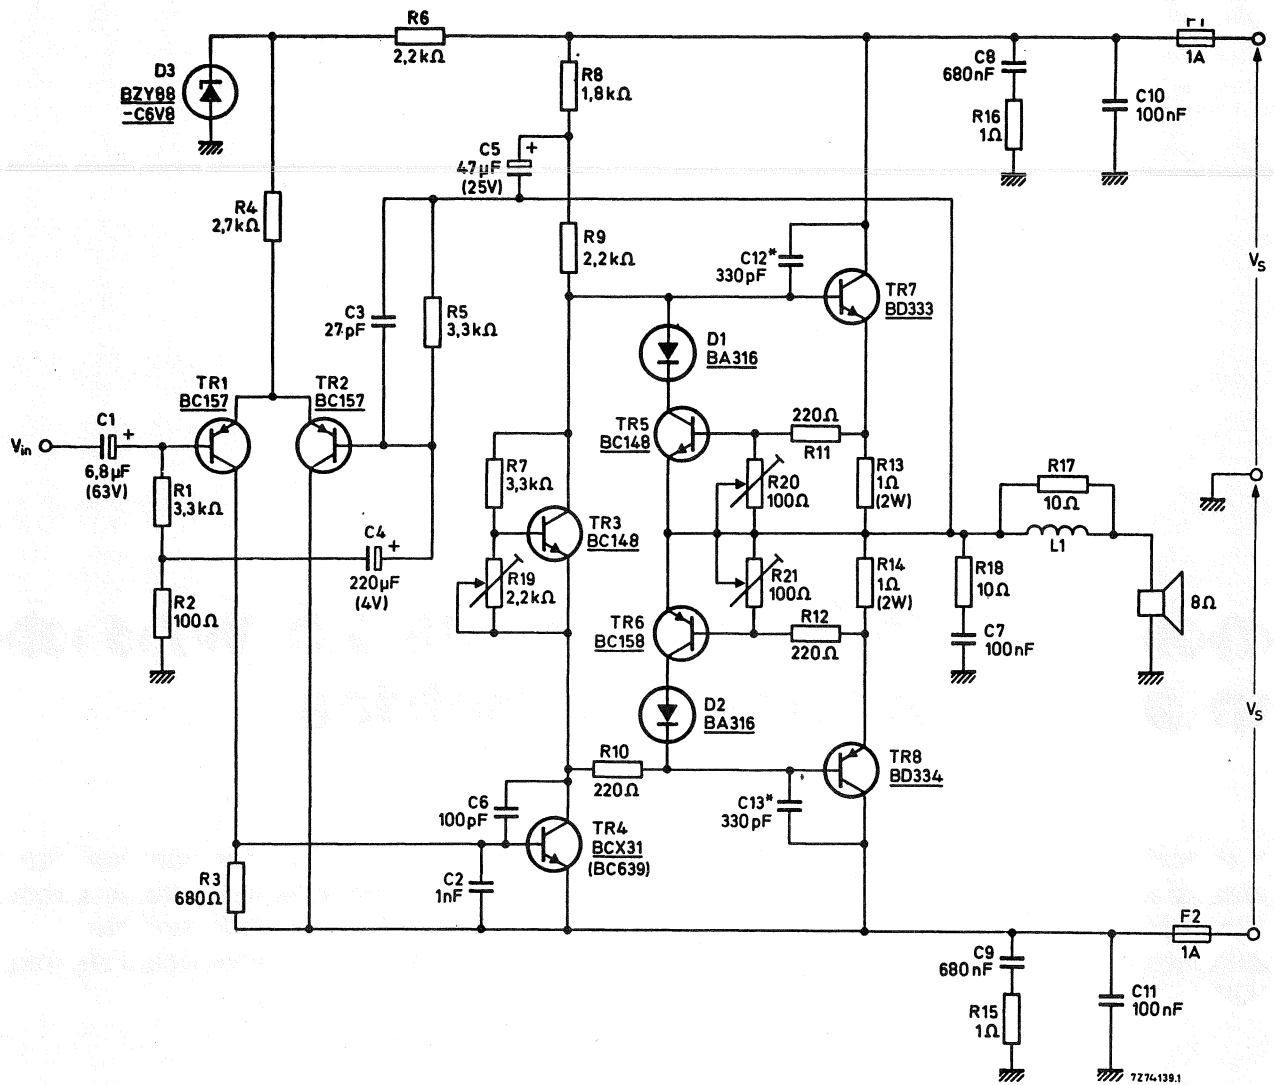 R6
2,2kΩ
1A
D3
BZY88
-C6V8
R8
1,8kΩ
C8
680nF
R16
1Ω
C10
100nF
C5
+
47µF
(25V)
R4
2,7kΩ
R9
2,2kΩ
C12*
330pF
VS
TR7
BD333
C3
27pF
R5
3,3kΩ
D1
BA316
TR1
BC157
TR2
BC157
C1
+
Vin
6,8µF
(63V)
TR5
BC148
220Ω
R11
R1
3,3kΩ
R7
3,3kΩ
R20
100Ω
R13
1Ω
(2W)
R17
10Ω
L1
C4
+
220µF
(4V)
TR3
BC148
R19
2,2kΩ
R21
100Ω
R14
1Ω
(2W)
R18
10Ω
8Ω
R2
100Ω
TR6
BC158
R12
220Ω
C7
100nF
D2
BA316
VS
R10
220Ω
TR8
BD334
C6
100pF
C13*
330pF
TR4
BCX31
(BC639)
R3
680Ω
C2
1nF
F2
1A
C9
680nF
R15
1Ω
C11
100nF
7Z74139.1